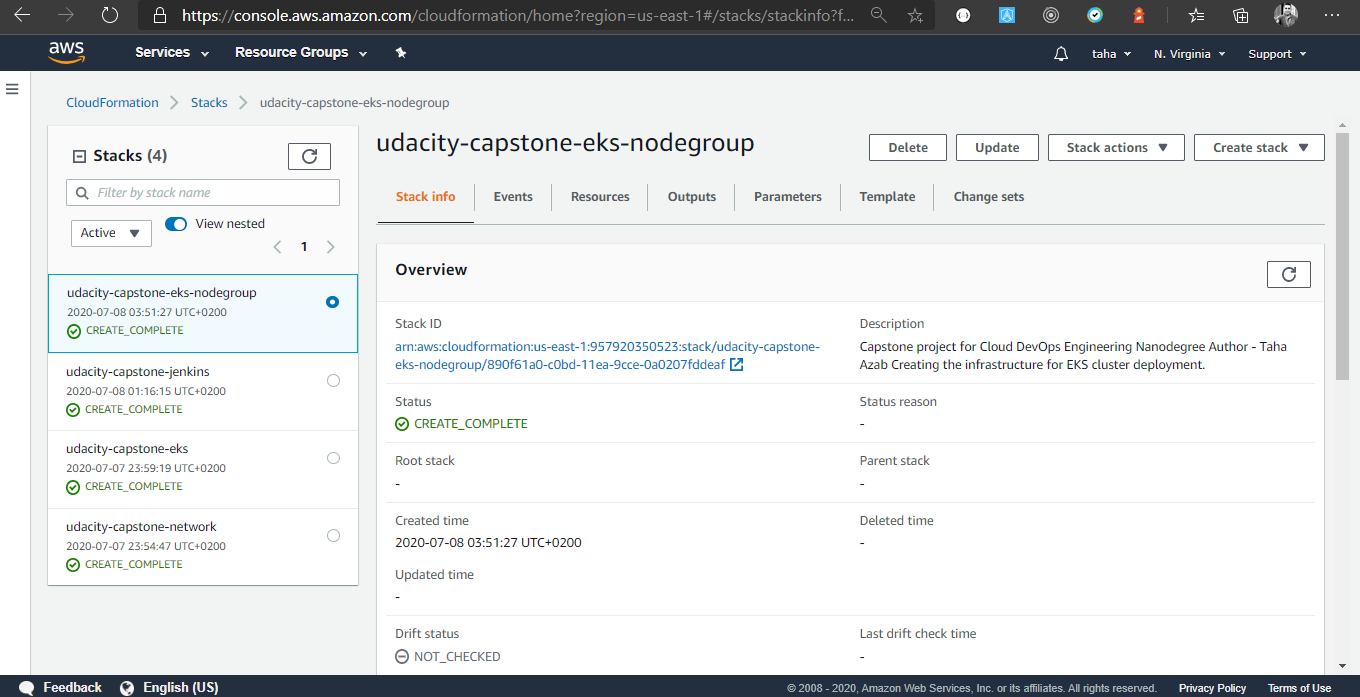 https://console.aws.amazon.com/cloudformation/home?region=us-east-1#/stacks/stackinfo?f...
aws
Services
Resource Groups
taha
N. Virginia
Support
CloudFormation
Stacks
udacity-capstone-eks-nodegroup
Stacks (4)
Filter by stack name
Active
View nested
1
udacity-capstone-eks-nodegroup
2020-07-08 03:51:27 UTC+0200
CREATE_COMPLETE
udacity-capstone-jenkins
2020-07-08 01:16:15 UTC+0200
CREATE_COMPLETE
udacity-capstone-eks
2020-07-07 23:59:19 UTC+0200
CREATE_COMPLETE
udacity-capstone-network
2020-07-07 23:54:47 UTC+0200
CREATE_COMPLETE
udacity-capstone-eks-nodegroup
Delete
Update
Stack actions
Create stack
Stack info
Events
Resources
Outputs
Parameters
Template
Change sets
Overview
Stack ID
arn:aws:cloudformation:us-east-1:957920350523:stack/udacity-capstone-
eks-nodegroup/890f61a0-c0bd-11ea-9cce-0a0207fddeaf
Description
Capstone project for Cloud DevOps Engineering Nanodegree Author - Taha
Azab Creating the infrastructure for EKS cluster deployment.
Status
CREATE_COMPLETE
Status reason
-
Root stack
-
Parent stack
-
Created time
2020-07-08 03:51:27 UTC+0200
Deleted time
-
Updated time
-
Drift status
NOT_CHECKED
Last drift check time
-
Feedback
English (US)
© 2008 - 2020, Amazon Web Services, Inc. or its affiliates. All rights reserved.
Privacy Policy
Terms of Use